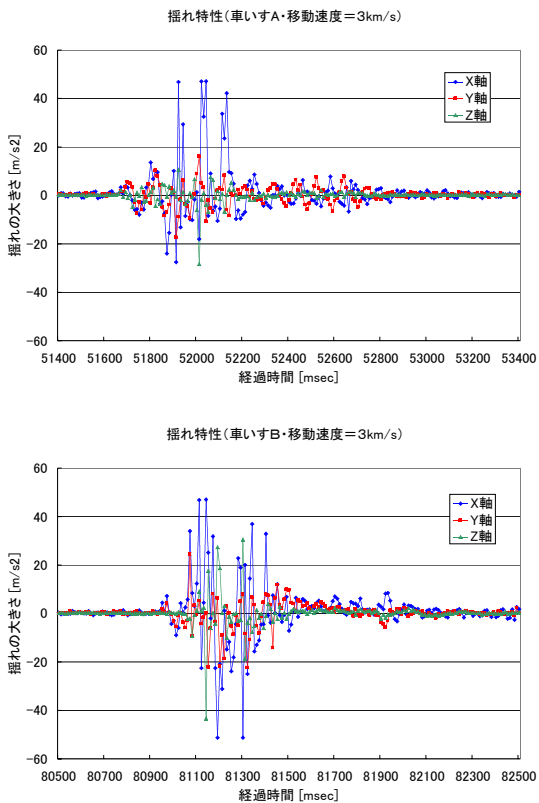 揺れ特性(車いすA・移動速度＝3km/s)
60
40
20
0
-20
-40
-60
揺れの大きさ [m/s2]
X軸
Y軸
Z軸
51400 51600 51800 52000 52200 52400 52600 52800 53000 53200 53400
経過時間 [msec]
揺れ特性(車いすB・移動速度＝3km/s)
60
40
20
0
-20
-40
-60
揺れの大きさ [m/s2]
X軸
Y軸
Z軸
80500 80700 80900 81100 81300 81500 81700 81900 82100 82300 82500
経過時間 [msec]